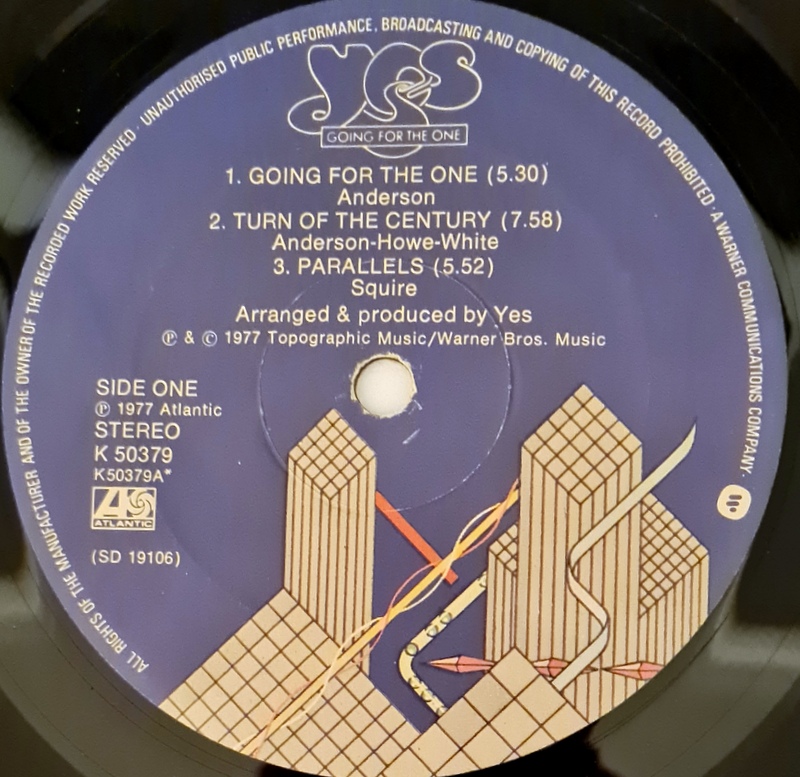 ALL RIGHTS OF THE MANUFACTURER AND OF THE OWNER OF THE RECORDED WORK RESERVED · UNAUTHORISED PUBLIC PERFORMANCE, BROADCASTING AND COPYING OF THIS RECORD PROHIBITED · A WARNER COMMUNICATIONS COMPANY ·
yes
GOING FOR THE ONE
1. GOING FOR THE ONE (5.30)
Anderson
2. TURN OF THE CENTURY (7.58)
Anderson-Howe-White
3. PARALLELS (5.52)
Squire
Arranged & produced by Yes
℗ & © 1977 Topographic Music/Warner Bros. Music
SIDE ONE
℗ 1977 Atlantic
STEREO
K 50379
K50379A*
ATLANTIC
(SD 19106)